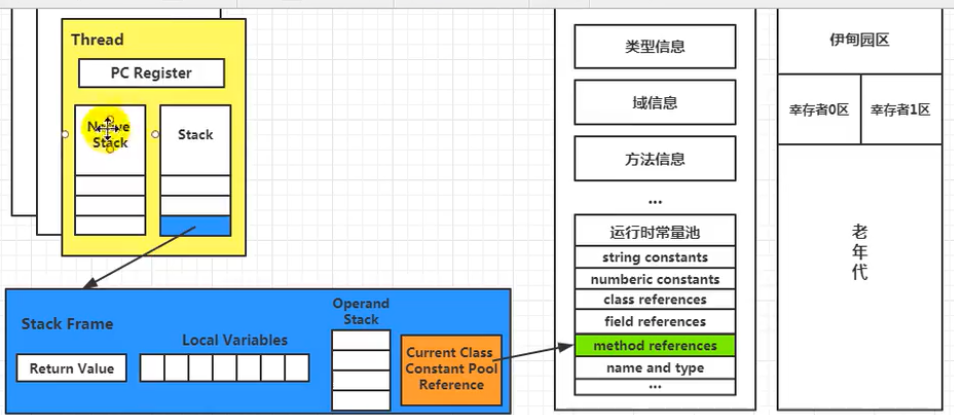 Thread
PC Register
Stack
Stack
Stack Frame
Return Value
Local Variables
Operand
Stack
Current Class
Constant Pool
Reference
类型信息
域信息
方法信息
...
运行时常量池
string constants
numberic constants
class references
field references
method references
name and type
...
伊甸园区
幸存者0区
幸存者1区
老
年
代